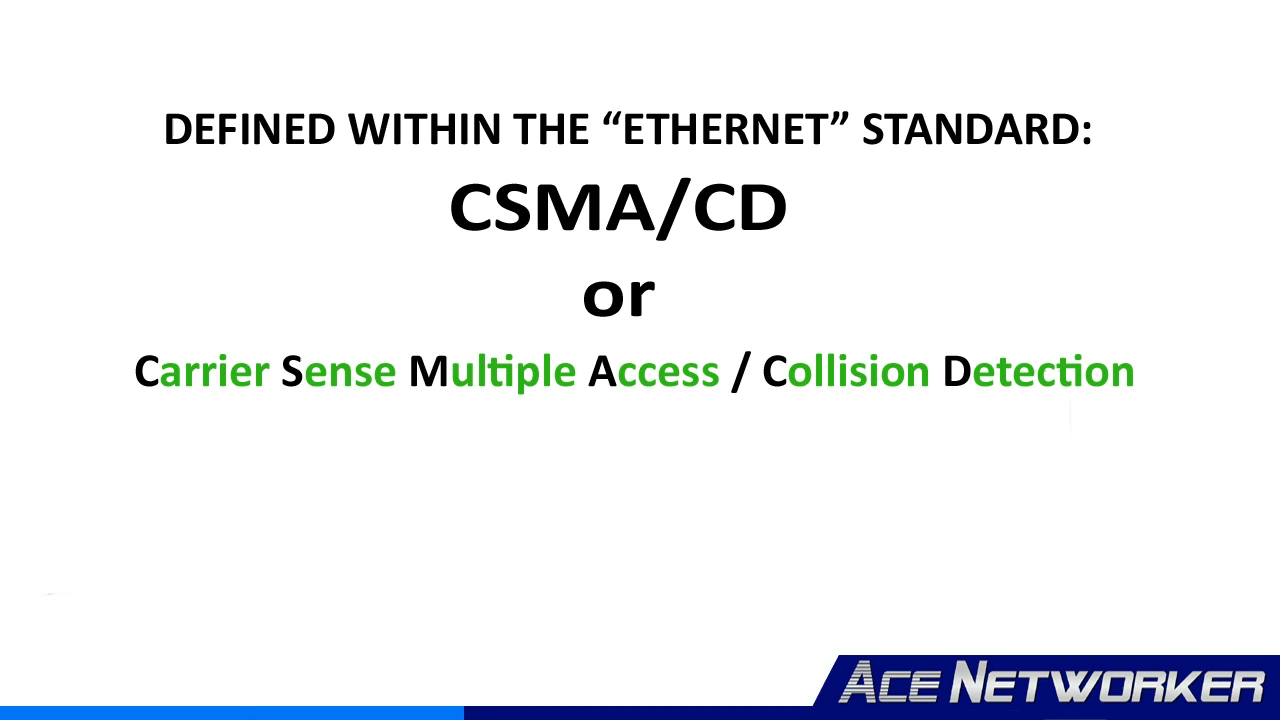 DEFINED WITHIN THE “ETHERNET” STANDARD:
CSMA/CD
or
Carrier Sense Multiple Access / Collision Detection
ACE NETWORKER